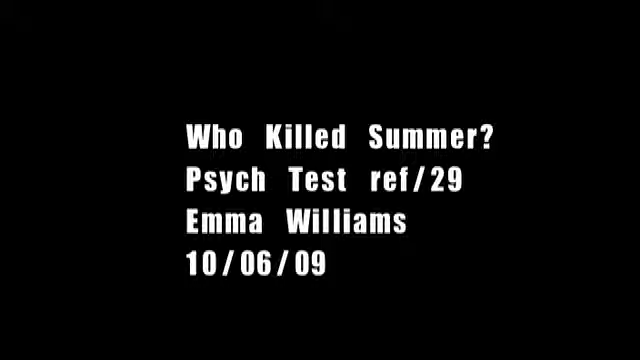 Who Killed Summer?
Psych Test ref/29
Emma Williams
10/06/09